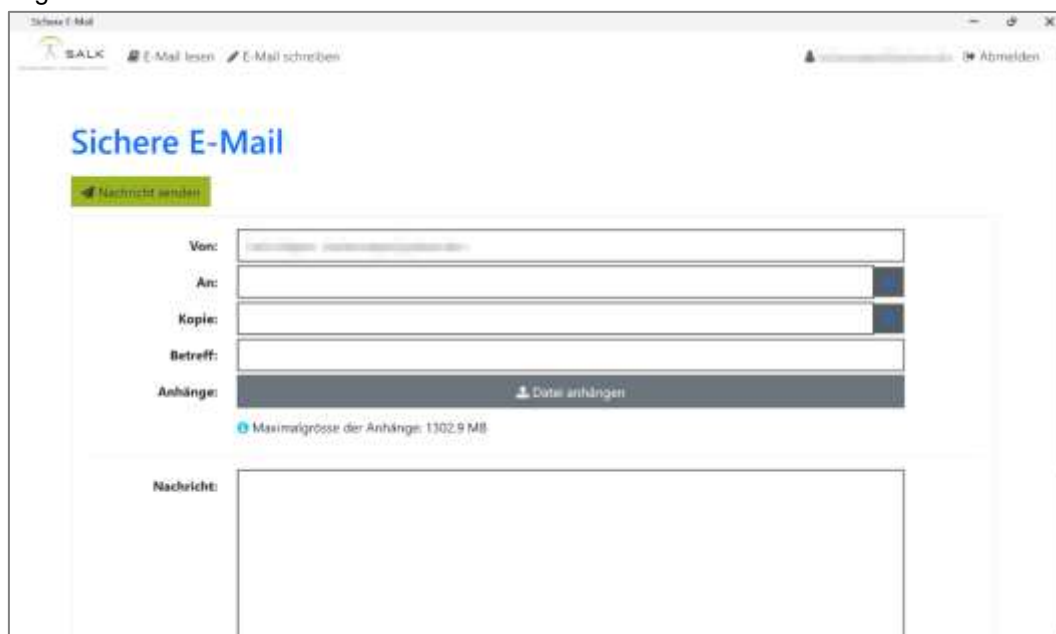 Sichere E-Mail
SALK E-Mail lesen E-Mail schreiben Abmelden
Sichere E-Mail
Nachricht senden
Von:
An:
Kopie:
Betreff:
Anhänge: Datei anhängen
Maximalgrösse der Anhänge: 1302.9 MB
Nachricht: